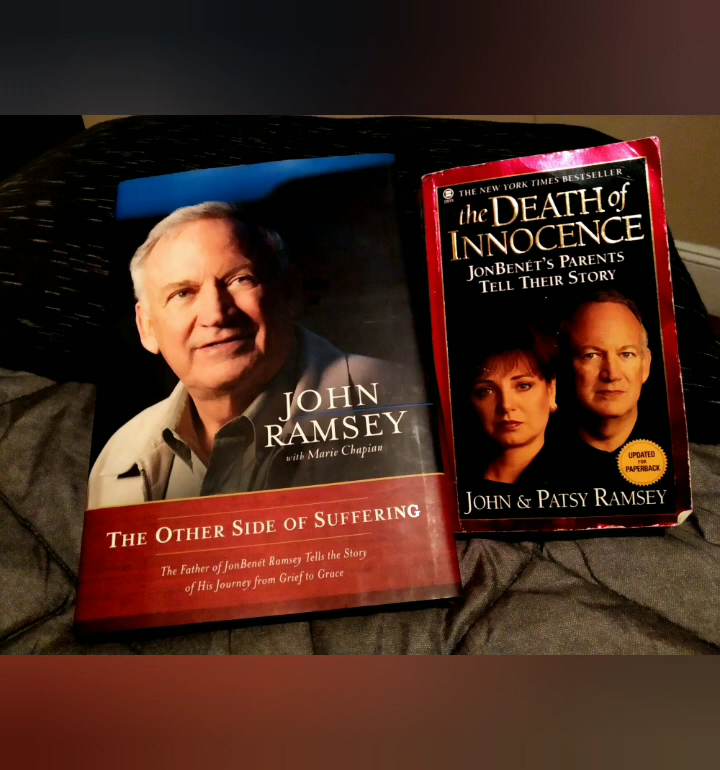 JOHN
RAMSEY
with Marie Chapian
THE OTHER SIDE OF SUFFERING
The Father of JonBenét Ramsey Tells the Story
of His Journey from Grief to Grace
THE NEW YORK TIMES BESTSELLER
the DEATH of
INNOCENCE
JONBENÉT'S PARENTS
TELL THEIR STORY
UPDATED
FOR
PAPERBACK
JOHN & PATSY RAMSEY